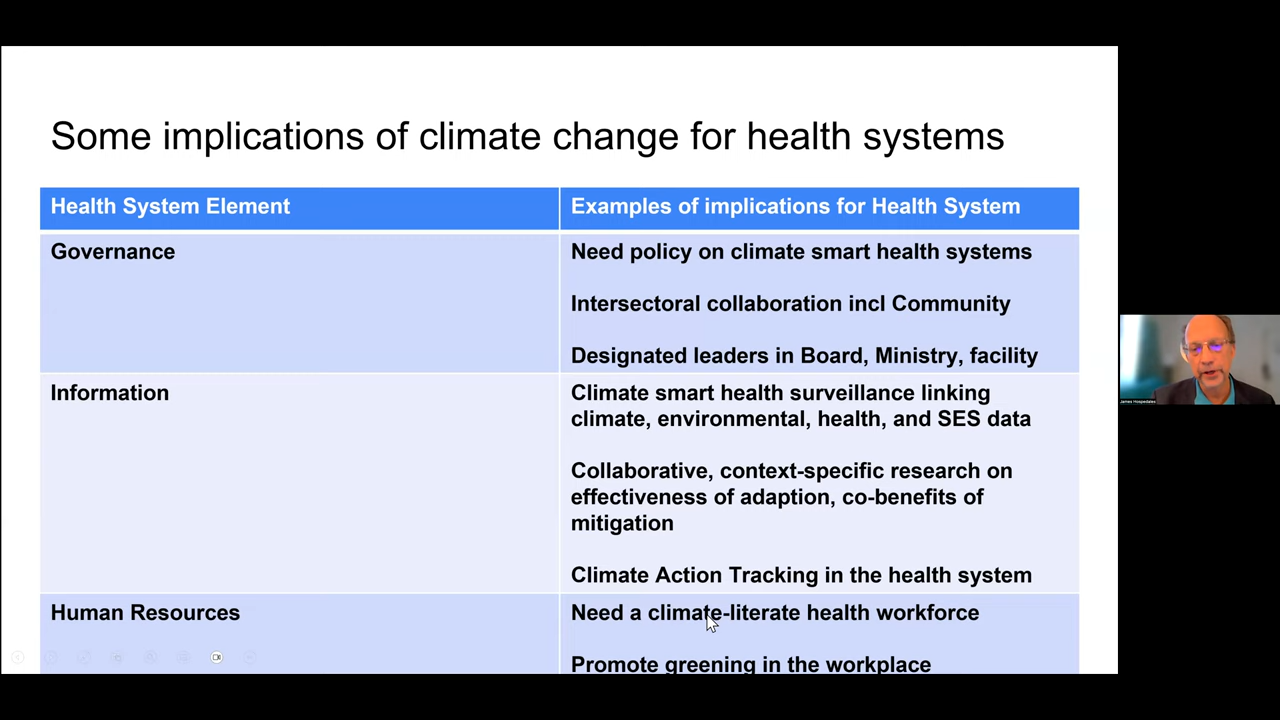 Some implications of climate change for health systems
Health System Element
Examples of implications for Health System
Governance
Need policy on climate smart health systems
Intersectoral collaboration incl Community
Designated leaders in Board, Ministry, facility
Information
Climate smart health surveillance linking
climate, environmental, health, and SES data
Collaborative, context-specific research on
effectiveness of adaption, co-benefits of
mitigation
Climate Action Tracking in the health system
Human Resources
Need a climate-literate health workforce
Promote greening in the workplace
James Hospedales